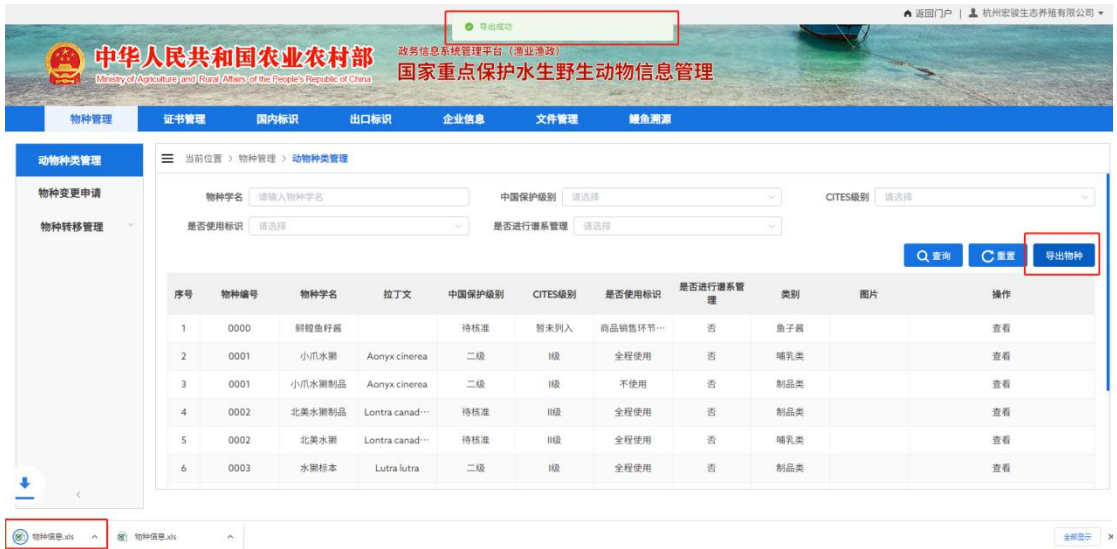 返回门户 | 杭州宏骏生态养殖有限公司
导出成功
中华人民共和国农业农村部
Ministry of Agriculture and Rural Affairs of the People's Republic of China
政务信息系统管理平台（渔业渔政）
国家重点保护水生野生动物信息管理
物种管理 证书管理 国内标识 出口标识 企业信息 文件管理 鳗鱼溯源
动物种类管理
物种变更申请
物种转移管理
当前位置 > 物种管理 > 动物种类管理
物种学名 请输入物种学名 中国保护级别 请选择 CITES级别 请选择
是否使用标识 请选择 是否进行谱系管理 请选择
查询 重置 导出物种
序号 物种编号 物种学名 拉丁文 中国保护级别 CITES级别 是否使用标识 是否进行谱系管理 类别 图片 操作
1 0000 鲟鳇鱼籽酱 待核准 暂未列入 商品销售环节… 否 鱼子酱 查看
2 0001 小爪水獭 Aonyx cinerea 二级 I级 全程使用 否 哺乳类 查看
3 0001 小爪水獭制品 Aonyx cinerea 二级 I级 不使用 否 制品类 查看
4 0002 北美水獭制品 Lontra canad… 待核准 II级 全程使用 否 制品类 查看
5 0002 北美水獭 Lontra canad… 待核准 II级 全程使用 否 哺乳类 查看
6 0003 水獭标本 Lutra lutra 二级 I级 全程使用 否 制品类 查看
物种信息.xls 物种信息.xls 全部显示